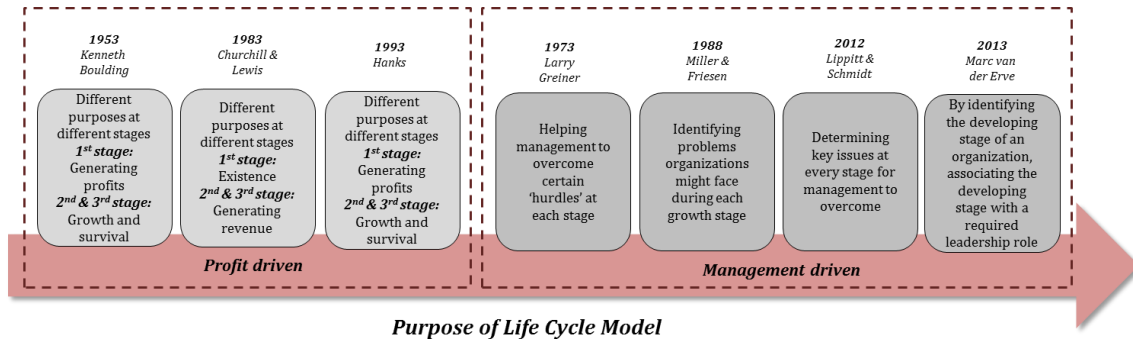 1953
Kenneth
Boulding
Different
purposes at
different stages
1st stage:
Generating
profits
2nd & 3rd stage:
Growth and
survival
1983
Churchill &
Lewis
Different
purposes at
different stages
1st stage:
Existence
2nd & 3rd stage:
Generating
revenue
1993
Hanks
Different
purposes at
different stages
1st stage:
Generating
profits
2nd & 3rd stage:
Growth and
survival
Profit driven
1973
Larry
Greiner
Helping
management to
overcome
certain
‘hurdles’ at
each stage
1988
Miller &
Friesen
Identifying
problems
organizations
might face
during each
growth stage
2012
Lippitt &
Schmidt
Determining
key issues at
every stage for
management to
overcome
2013
Marc van
der Erve
By identifying
the developing
stage of an
organization,
associating the
developing
stage with a
required
leadership role
Management driven
Purpose of Life Cycle Model